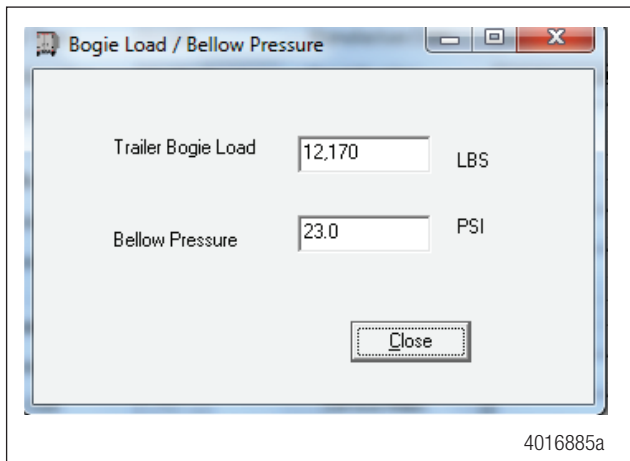 Bogie Load / Bellow Pressure
Trailer Bogie Load 12,170 LBS
Bellow Pressure 23.0 PSI
Close
4016885a